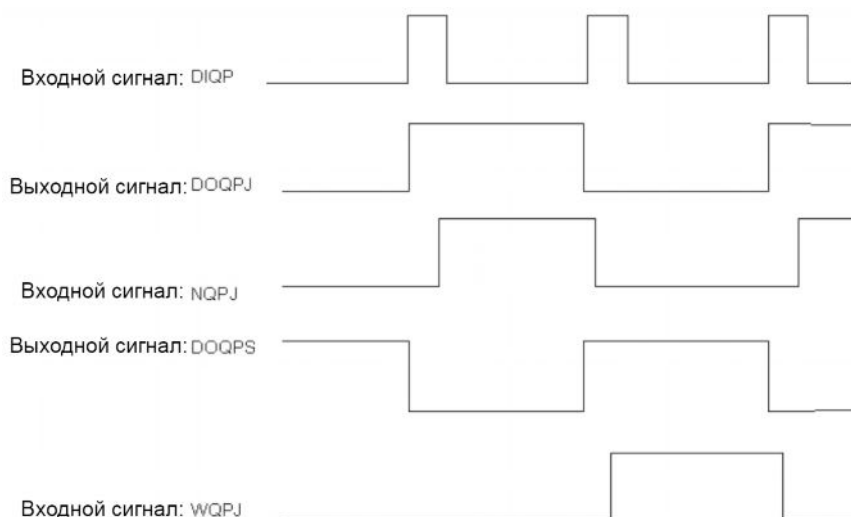 Входной сигнал: DIQP
Выходной сигнал: DOQPJ
Входной сигнал: NQPJ
Выходной сигнал: DOQPS
Входной сигнал: WQPJ